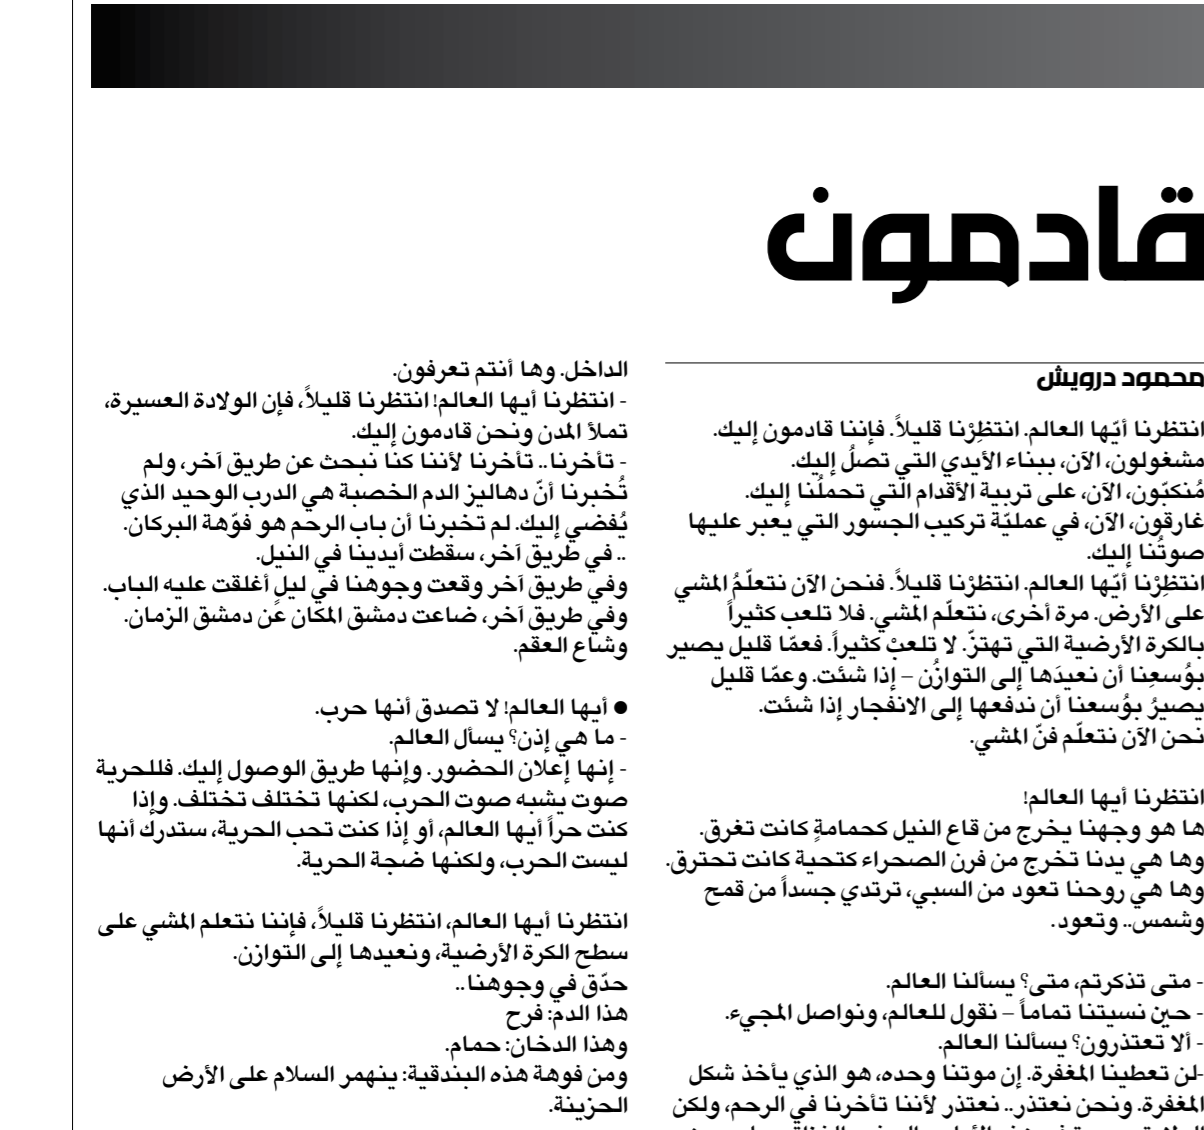 قادمون
محمود درويش
انتظرنا أيّها العالم. انتظِرْنا قليلاً. فإننا قادمون إليك.
مشغولون، الآن، ببناء الأيدي التي تصلُ إليك.
مُنكبّون، الآن، على تربية الأقدام التي تحملُنا إليك.
غارقون، الآن، في عمليّة تركيب الجسور التي يعبر عليها
صوتُنا إليك.
انتظِرْنا أيّها العالم. انتظرْنا قليلاً. فنحن الآن نتعلّمُ المشي
على الأرض. مرة أخرى، نتعلّم المشي. فلا تلعب كثيراً
بالكرة الأرضية التي تهتزّ. لا تلعبْ كثيراً. فعمّا قليل يصير
بوُسعِنا أن نعيدَها إلى التوازُن – إذا شئت. وعمّا قليل
يصيرُ بوُسعنا أن ندفعها إلى الانفجار إذا شئت.
نحن الآن نتعلّم فنّ المشي.
انتظرنا أيها العالم!
ها هو وجهنا يخرج من قاع النيل كحمامةٍ كانت تغرق.
وها هي يدنا تخرج من فرن الصحراء كتحية كانت تحترق.
وها هي روحنا تعود من السبي، ترتدي جسداً من قمح
وشمس.. وتعود.
- متى تذكرتم، متى؟ يسألنا العالم.
- حين نسيتنا تماماً – نقول للعالم، ونواصل المجيء.
- ألا تعتذرون؟ يسألنا العالم.
-لن تعطينا المغفرة. إن موتنا وحده، هو الذي يأخذ شكل
المغفرة. ونحن نعتذر.. نعتذر لأننا تأخرنا في الرحم، ولكن
الداخل. وها أنتم تعرفون.
- انتظرنا أيها العالم! انتظرنا قليلاً، فإن الولادة العسيرة،
تملأ المدن ونحن قادمون إليك.
- تأخرنا.. تأخرنا لأننا كنا نبحث عن طريق آخر، ولم
تُخبرنا أنّ دهاليز الدم الخصبة هي الدرب الوحيد الذي
يُفضي إليك. لم تخبرنا أن باب الرحم هو فوّهة البركان.
.. في طريق آخر، سقطت أيدينا في النيل.
وفي طريق آخر وقعت وجوهنا في ليلٍ أغلقت عليه الباب.
وفي طريق آخر، ضاعت دمشق المكان عن دمشق الزمان.
وشاع العقم.
● أيها العالم! لا تصدق أنها حرب.
- ما هي إذن؟ يسأل العالم.
- إنها إعلان الحضور. وإنها طريق الوصول إليك. فللحرية
صوت يشبه صوت الحرب، لكنها تختلف تختلف. وإذا
كنت حراً أيها العالم، أو إذا كنت تحب الحرية، ستدرك أنها
ليست الحرب، ولكنها ضجة الحرية.
انتظرنا أيها العالم، انتظرنا قليلاً، فإننا نتعلم المشي على
سطح الكرة الأرضية، ونعيدها إلى التوازن.
حدّق في وجوهنا..
هذا الدم: فرح
وهذا الدخان: حمام.
ومن فوهة هذه البندقية: ينهمر السلام على الأرض
الحزينة.